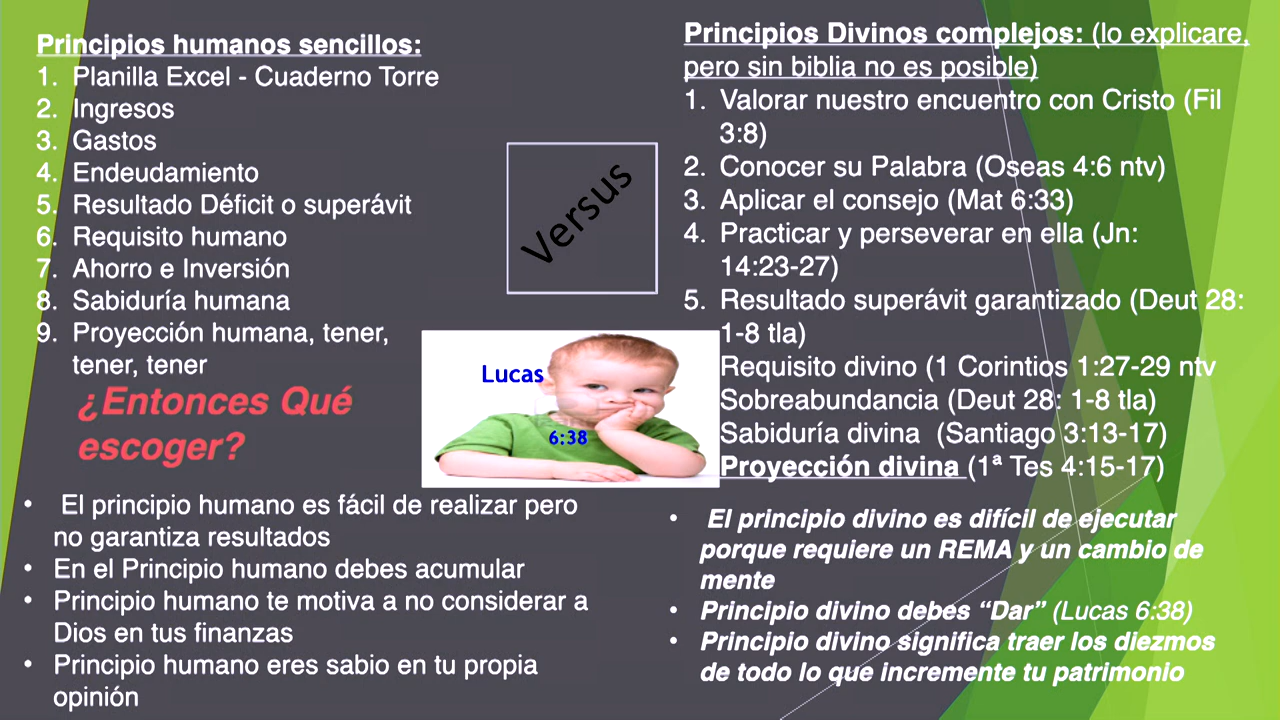 Principios humanos sencillos:
1. Planilla Excel - Cuaderno Torre
2. Ingresos
3. Gastos
4. Endeudamiento
5. Resultado Déficit o superávit
6. Requisito humano
7. Ahorro e Inversión
8. Sabiduría humana
9. Proyección humana, tener,
tener, tener
¿Entonces Qué
escoger?
• El principio humano es fácil de realizar pero
no garantiza resultados
• En el Principio humano debes acumular
• Principio humano te motiva a no considerar a
Dios en tus finanzas
• Principio humano eres sabio en tu propia
opinión
Versus
Lucas
6:38
Principios Divinos complejos: (lo explicare,
pero sin biblia no es posible)
1. Valorar nuestro encuentro con Cristo (Fil
3:8)
2. Conocer su Palabra (Oseas 4:6 ntv)
3. Aplicar el consejo (Mat 6:33)
4. Practicar y perseverar en ella (Jn:
14:23-27)
5. Resultado superávit garantizado (Deut 28:
1-8 tla)
Requisito divino (1 Corintios 1:27-29 ntv
Sobreabundancia (Deut 28: 1-8 tla)
Sabiduría divina (Santiago 3:13-17)
Proyección divina (1ª Tes 4:15-17)
• El principio divino es difícil de ejecutar
porque requiere un REMA y un cambio de
mente
• Principio divino debes “Dar” (Lucas 6:38)
• Principio divino significa traer los diezmos
de todo lo que incremente tu patrimonio